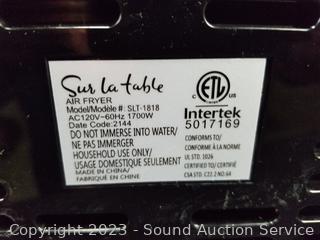 Sur la table
AIR FRYER
Model/Modèle #: SLT-1818
AC120V~60Hz 1700W
Date Code: 2144
DO NOT IMMERSE INTO WATER/
NE PAS IMMERGER
HOUSEHOLD USE ONLY/
USAGE DOMESTIQUE SEULEMENT
MADE IN CHINA/
FABRIQUÉ EN CHINE
ETL
C US
LISTED
Intertek
5017169
CONFORMS TO/
CONFORME À LA NORME
UL STD. 1026
CERTIFIED TO/ CERTIFIÉ
CSA STD. C22.2 NO.64
Copyright 2023 - Sound Auction Service